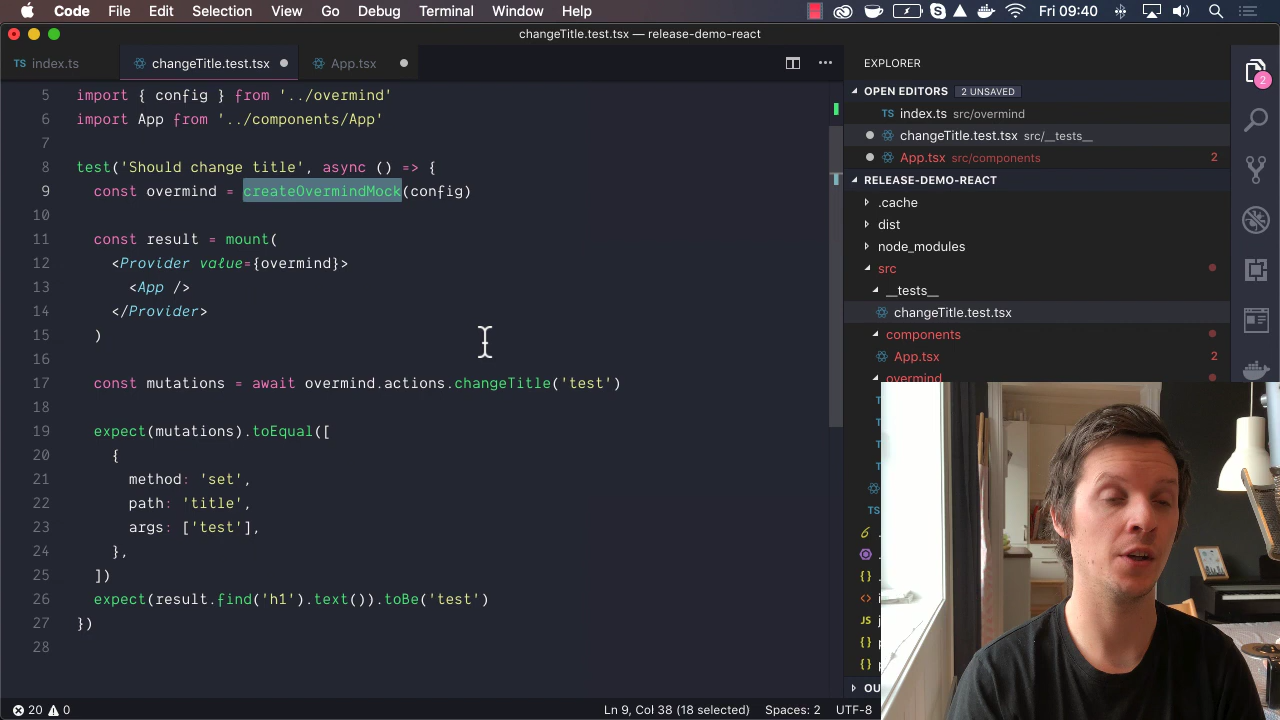 Code File Edit Selection View Go Debug Terminal Window Help Fri 09:40
changeTitle.test.tsx — release-demo-react
TS index.ts changeTitle.test.tsx App.tsx
5 import { config } from '../overmind'
6 import App from '../components/App'
7
8 test('Should change title', async () => {
9 const overmind = createOvermindMock(config)
10
11 const result = mount(
12 <Provider value={overmind}>
13 <App />
14 </Provider>
15 )
16
17 const mutations = await overmind.actions.changeTitle('test')
18
19 expect(mutations).toEqual([
20 {
21 method: 'set',
22 path: 'title',
23 args: ['test'],
24 },
25 ])
26 expect(result.find('h1').text()).toBe('test')
27 })
28
EXPLORER
OPEN EDITORS 2 UNSAVED
TS index.ts src/overmind
changeTitle.test.tsx src/__tests__
App.tsx src/components 2
RELEASE-DEMO-REACT
.cache
dist
node_modules
src
__tests__
changeTitle.test.tsx
components
App.tsx 2
overmind
TS
JS
OU
2
20 0 Ln 9, Col 38 (18 selected) Spaces: 2 UTF-8